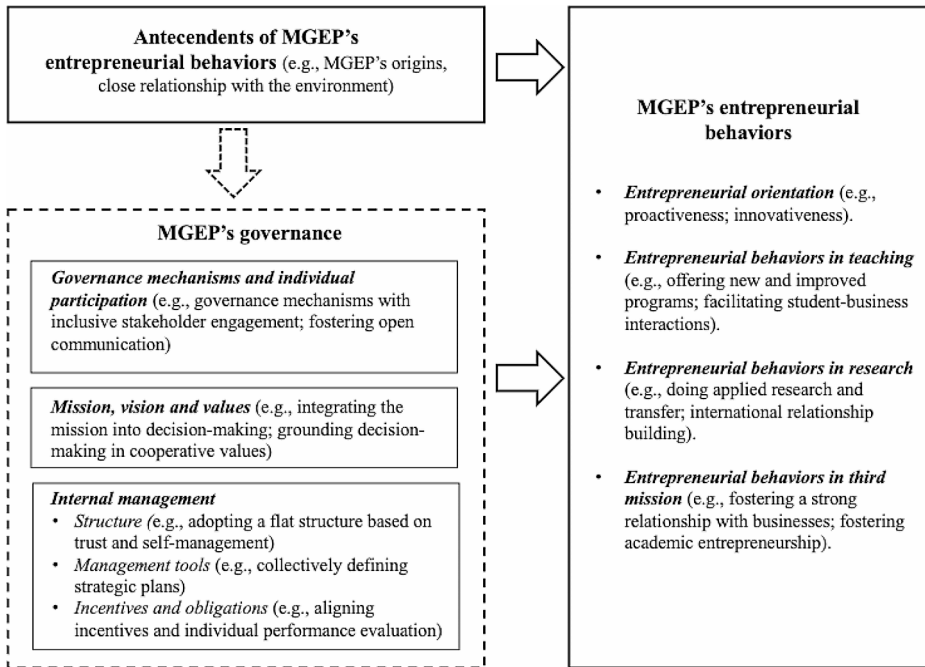 Antecendents of MGEP's
entrepreneurial behaviors (e.g., MGEP's origins,
close relationship with the environment)
MGEP's governance
Governance mechanisms and individual
participation (e.g., governance mechanisms with
inclusive stakeholder engagement; fostering open
communication)
Mission, vision and values (e.g., integrating the
mission into decision-making; grounding decision-
making in cooperative values)
Internal management
• Structure (e.g., adopting a flat structure based on
trust and self-management)
• Management tools (e.g., collectively defining
strategic plans)
• Incentives and obligations (e.g., aligning
incentives and individual performance evaluation)
MGEP's entrepreneurial
behaviors
• Entrepreneurial orientation (e.g.,
proactiveness; innovativeness).
• Entrepreneurial behaviors in teaching
(e.g., offering new and improved
programs; facilitating student-business
interactions).
• Entrepreneurial behaviors in research
(e.g., doing applied research and
transfer; international relationship
building).
• Entrepreneurial behaviors in third
mission (e.g., fostering a strong
relationship with businesses; fostering
academic entrepreneurship).